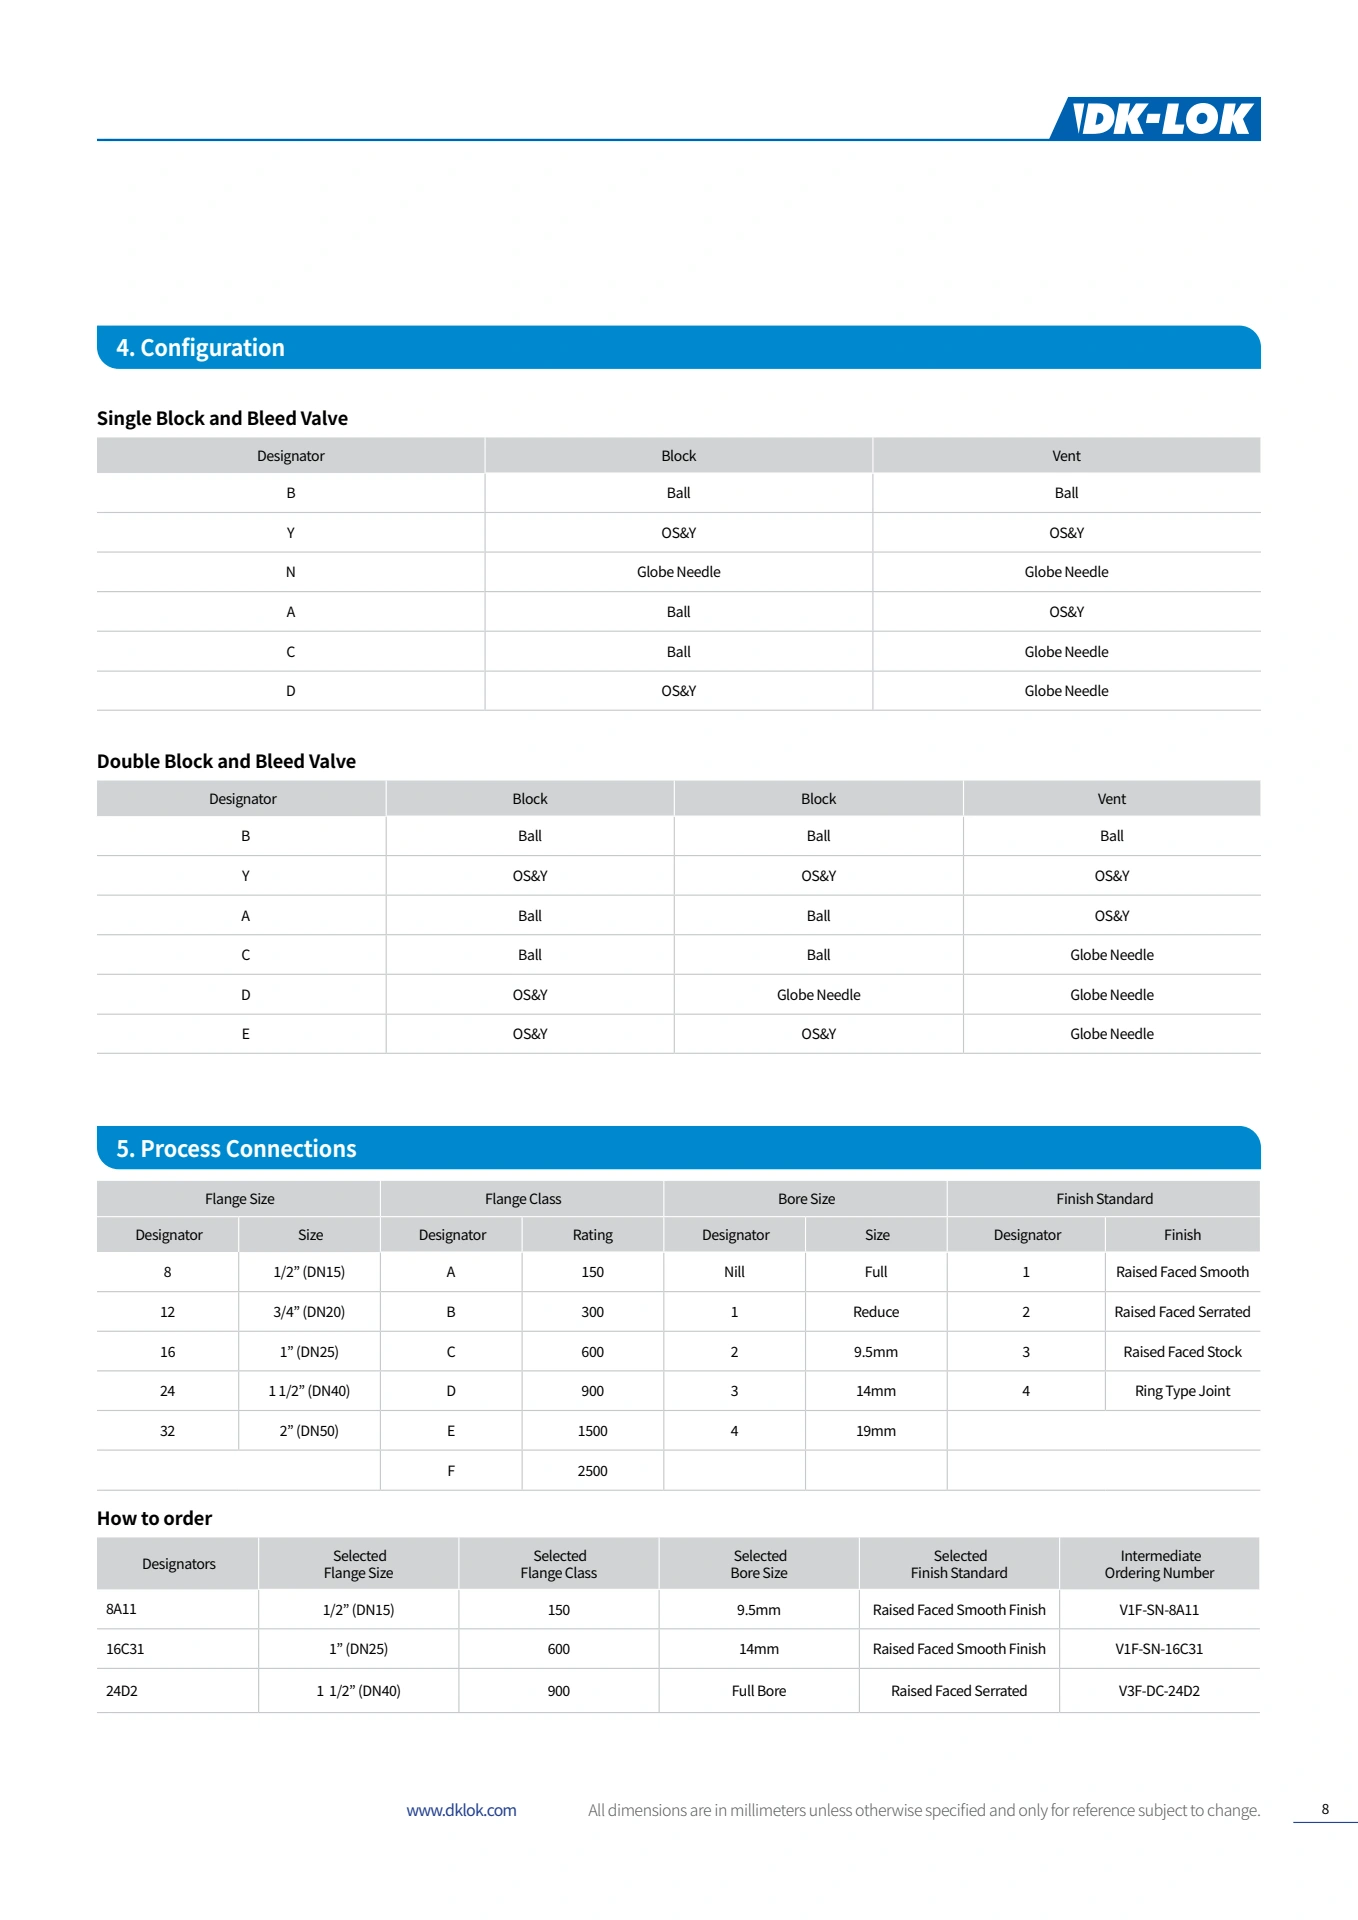 DK-LOK
4. Configuration
Single Block and Bleed Valve
Designator Block Vent
B Ball Ball
Y OS&Y OS&Y
N Globe Needle Globe Needle
A Ball OS&Y
C Ball Globe Needle
D OS&Y Globe Needle
Double Block and Bleed Valve
Designator Block Block Vent
B Ball Ball Ball
Y OS&Y OS&Y OS&Y
A Ball Ball OS&Y
C Ball Ball Globe Needle
D OS&Y Globe Needle Globe Needle
E OS&Y OS&Y Globe Needle
5. Process Connections
Flange Size Flange Class Bore Size Finish Standard
Designator Size Designator Rating Designator Size Designator Finish
8 1/2” (DN15) A 150 Nill Full 1 Raised Faced Smooth
12 3/4” (DN20) B 300 1 Reduce 2 Raised Faced Serrated
16 1” (DN25) C 600 2 9.5mm 3 Raised Faced Stock
24 1 1/2” (DN40) D 900 3 14mm 4 Ring Type Joint
32 2” (DN50) E 1500 4 19mm
F 2500
How to order
Designators Selected Flange Size Selected Flange Class Selected Bore Size Selected Finish Standard Intermediate Ordering Number
8A11 1/2” (DN15) 150 9.5mm Raised Faced Smooth Finish V1F-SN-8A11
16C31 1” (DN25) 600 14mm Raised Faced Smooth Finish V1F-SN-16C31
24D2 1 1/2” (DN40) 900 Full Bore Raised Faced Serrated V3F-DC-24D2
www.dklok.com All dimensions are in millimeters unless otherwise specified and only for reference subject to change. 8